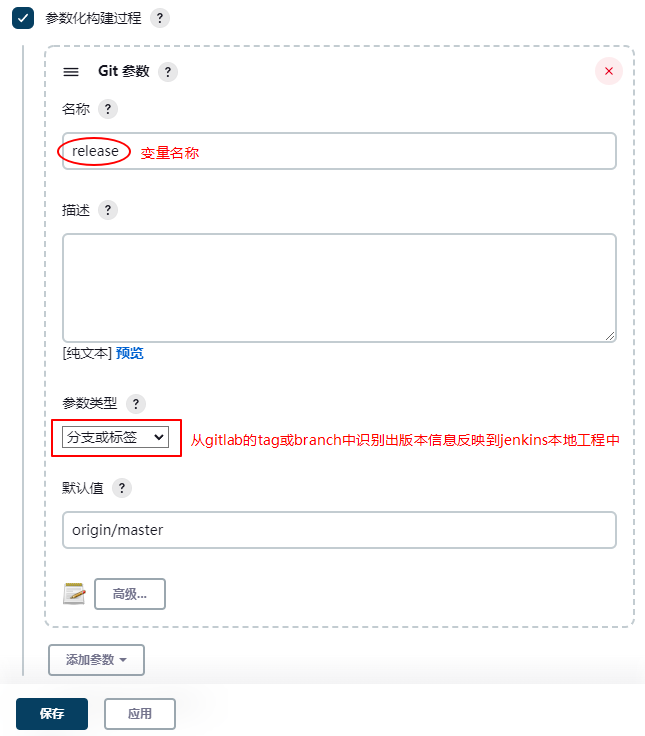 参数化构建过程 ?
Git 参数 ?
名称 ?
release 变量名称
描述 ?
[纯文本] 预览
参数类型 ?
分支或标签 从gitlab的tag或branch中识别出版本信息反映到jenkins本地工程中
默认值 ?
origin/master
高级...
添加参数
保存 应用